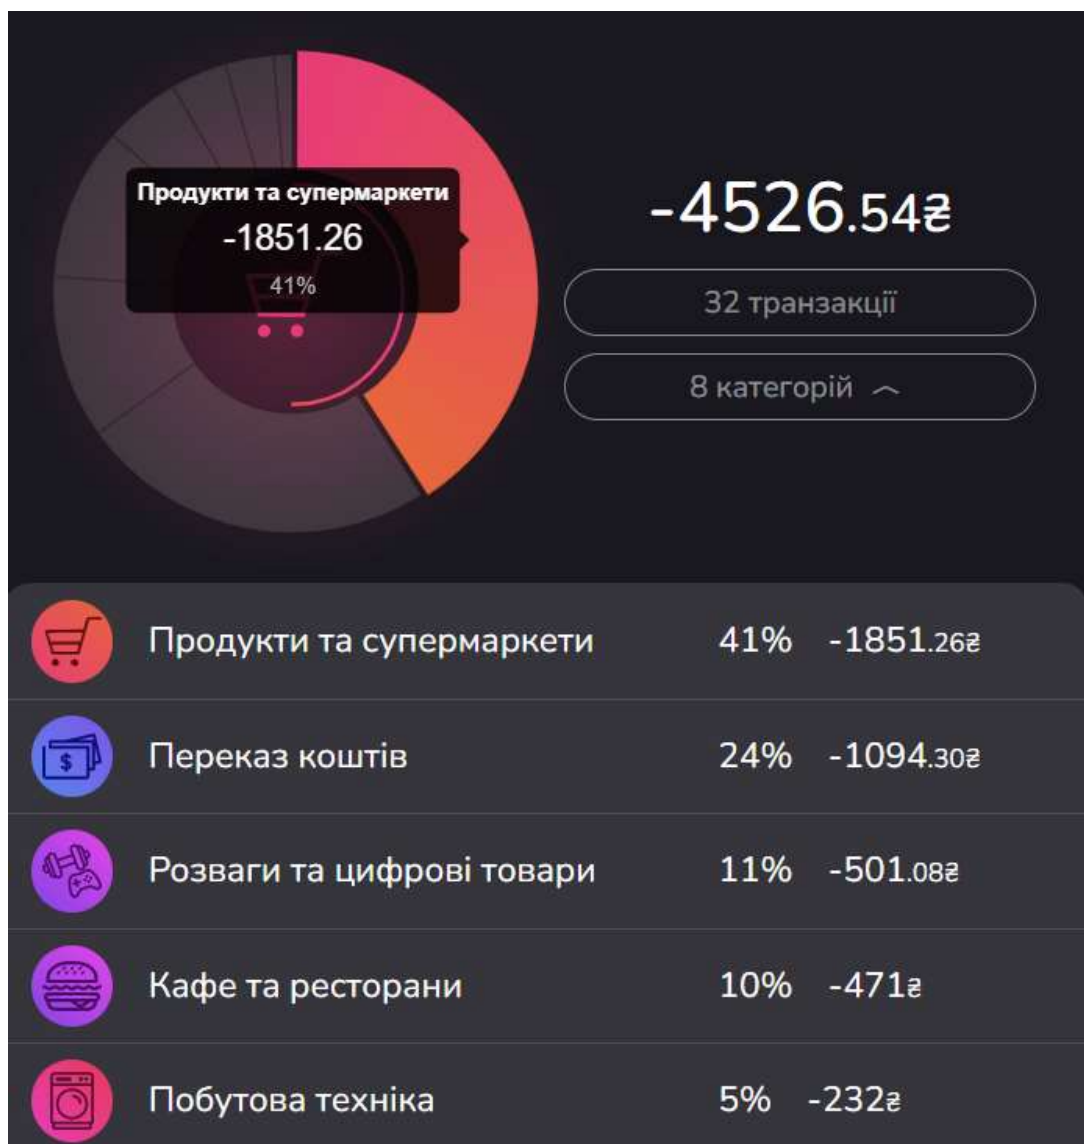 Продукти та супермаркети
-1851.26
41%
-4526.54₴
32 транзакції
8 категорій
Продукти та супермаркети 41% -1851.26₴
$
Переказ коштів 24% -1094.30₴
Розваги та цифрові товари 11% -501.08₴
Кафе та ресторани 10% -471₴
Побутова техніка 5% -232₴